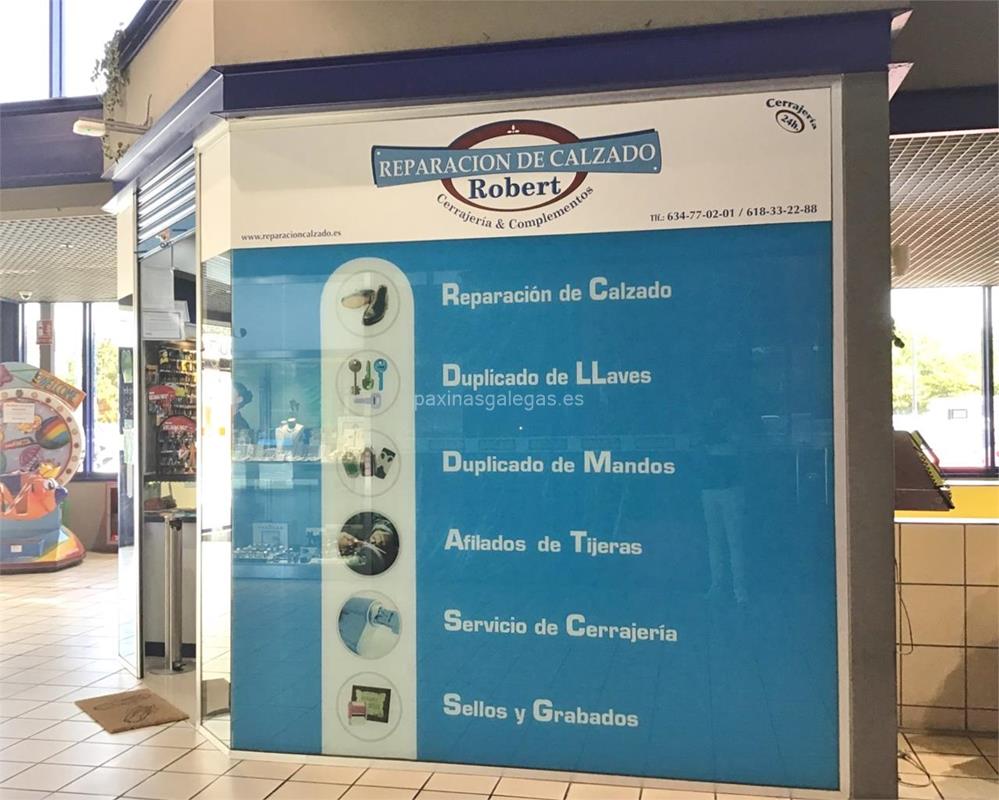 Cerrajería
24h.
REPARACION DE CALZADO
Robert
Cerrajería & Complementos
www.reparacioncalzado.es
Tlf.: 634-77-02-01 / 618-33-22-88
Reparación de Calzado
Duplicado de LLaves
paxinasgalegas.es
Duplicado de Mandos
Afilados de Tijeras
Servicio de Cerrajería
Sellos y Grabados